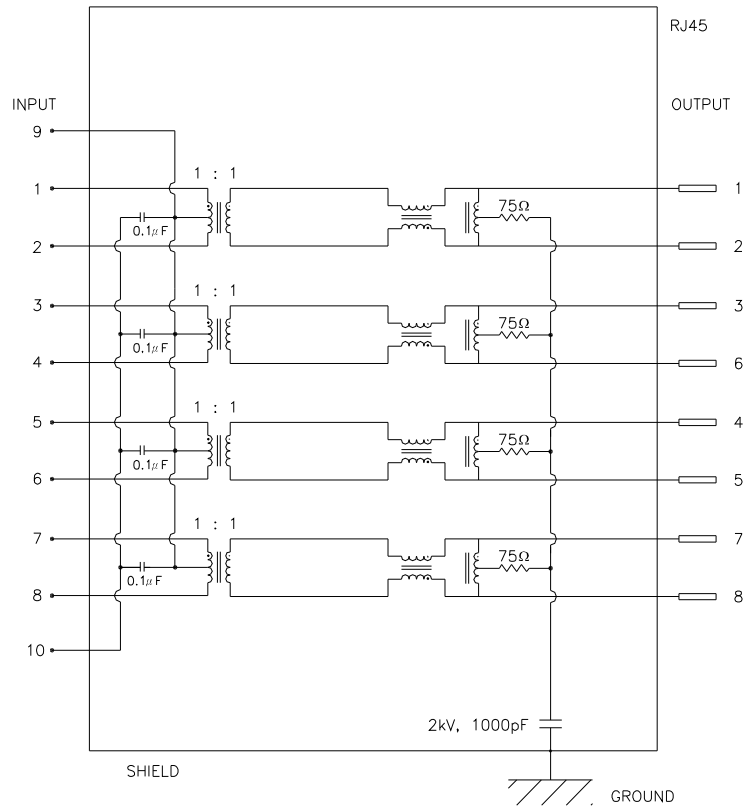 RJ45
INPUT
OUTPUT
9
1 : 1
1
75Ω
1
0.1μF
2
2
1 : 1
3
75Ω
3
0.1μF
4
6
1 : 1
5
75Ω
4
0.1μF
6
5
1 : 1
7
75Ω
7
0.1μF
8
8
10
2kV, 1000pF
SHIELD
GROUND